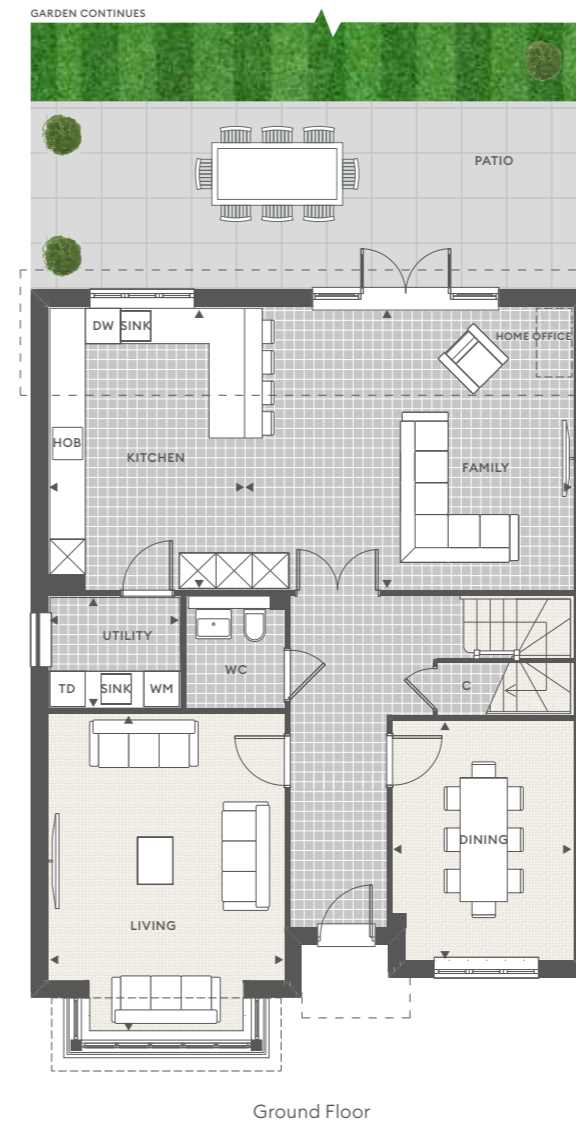 GARDEN CONTINUES
PATIO
DW SINK
HOME OFFICE
HOB
KITCHEN
FAMILY
UTILITY
WC
TD SINK WM
C
DINING
LIVING
Ground Floor